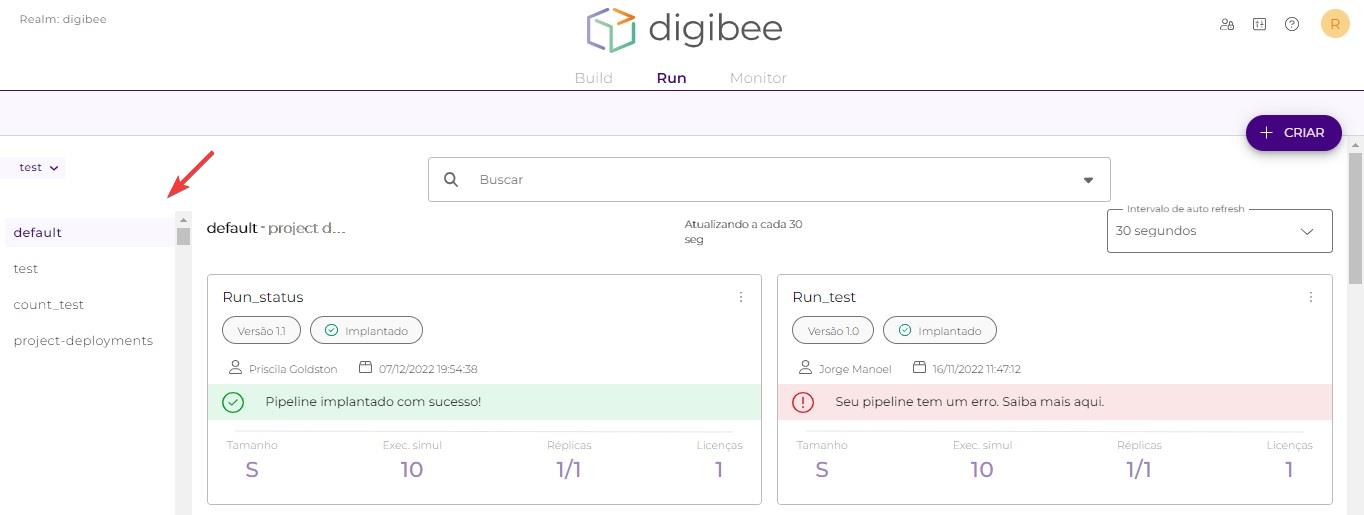 Realm: digibee
digibee
R
Build Run Monitor
+ CRIAR
test
Buscar
default
test
count_test
project-deployments
default - project d...
Atualizando a cada 30
seg
Intervalo de auto refresh
30 segundos
Run_status
Versão 1.1 Implantado
Priscila Goldston 07/12/2022 19:54:38
Pipeline implantado com sucesso!
Tamanho Exec. simul Réplicas Licenças
S 10 1/1 1
Run_test
Versão 1.0 Implantado
Jorge Manoel 16/11/2022 11:47:12
Seu pipeline tem um erro. Saiba mais aqui.
Tamanho Exec. simul Réplicas Licenças
S 10 1/1 1